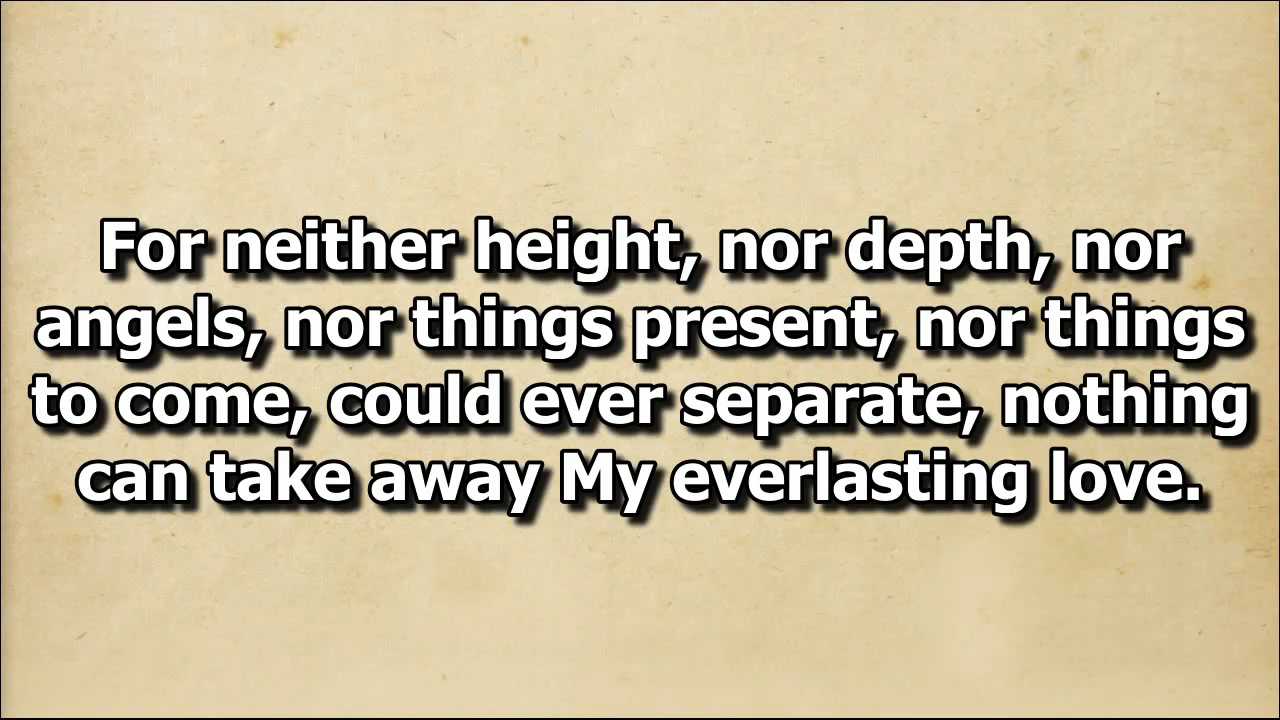 For neither height, nor depth, nor
angels, nor things present, nor things
to come, could ever separate, nothing
can take away My everlasting love.